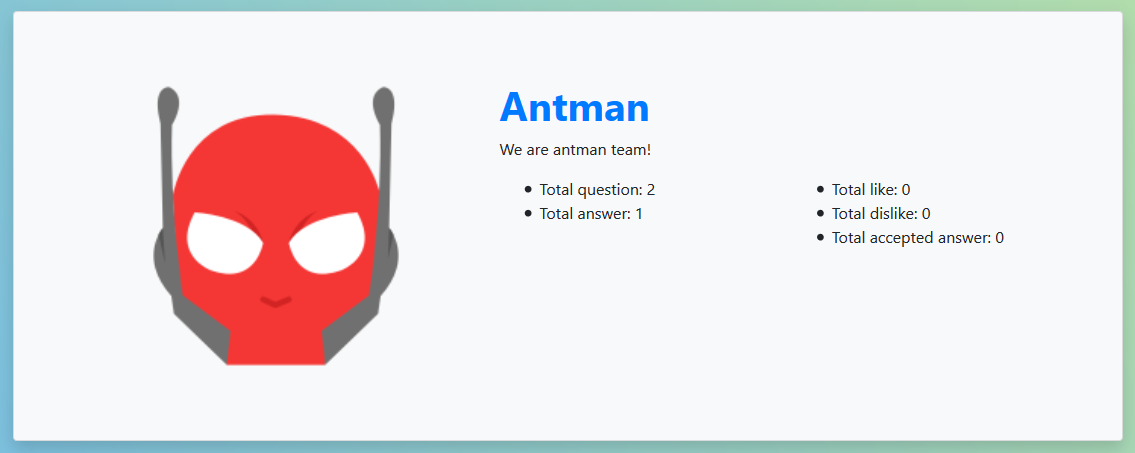 Antman
We are antman team!
Total question: 2
Total answer: 1
Total like: 0
Total dislike: 0
Total accepted answer: 0